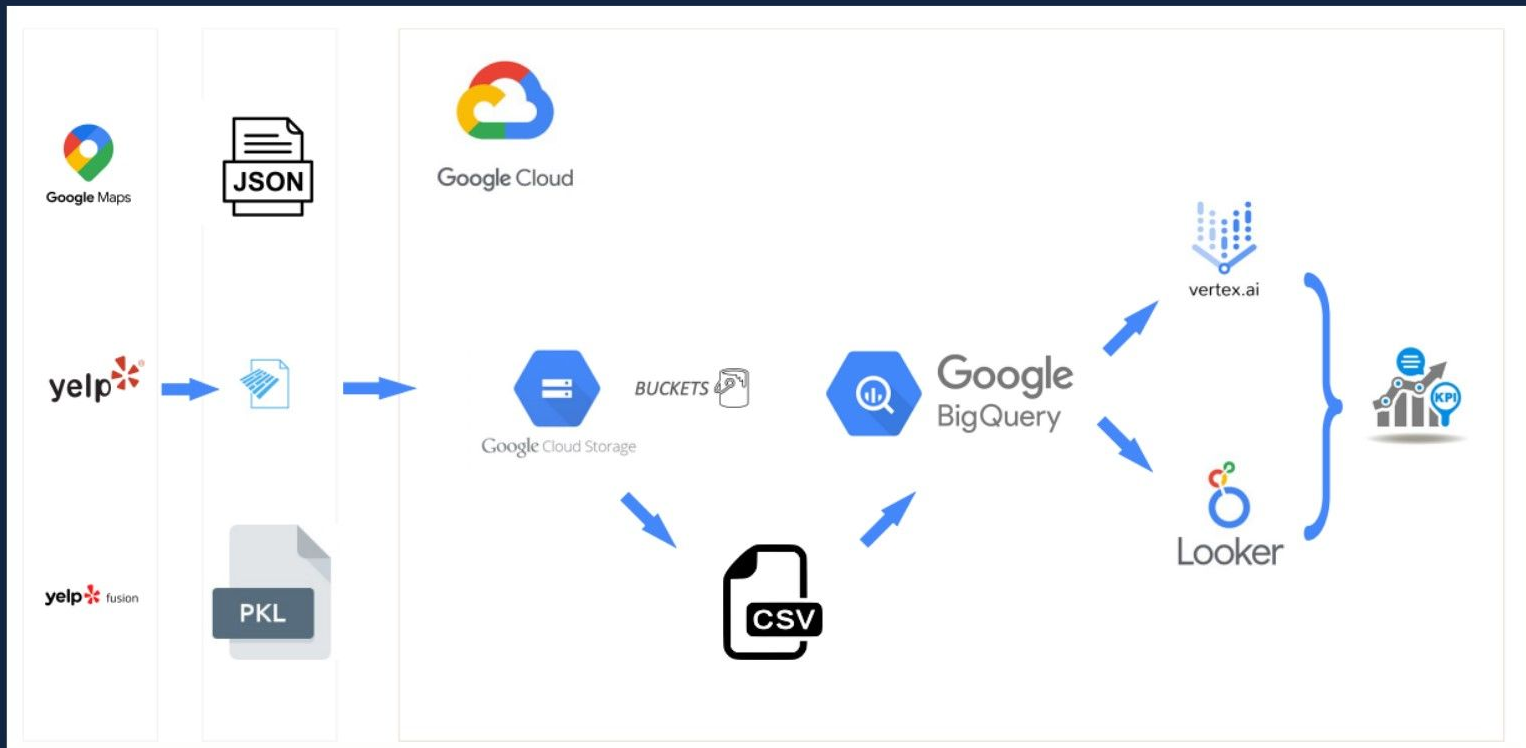 Google Maps
yelp
yelp fusion
JSON
PKL
Google Cloud
Google Cloud Storage
BUCKETS
CSV
Google
BigQuery
vertex.ai
Looker
KPI